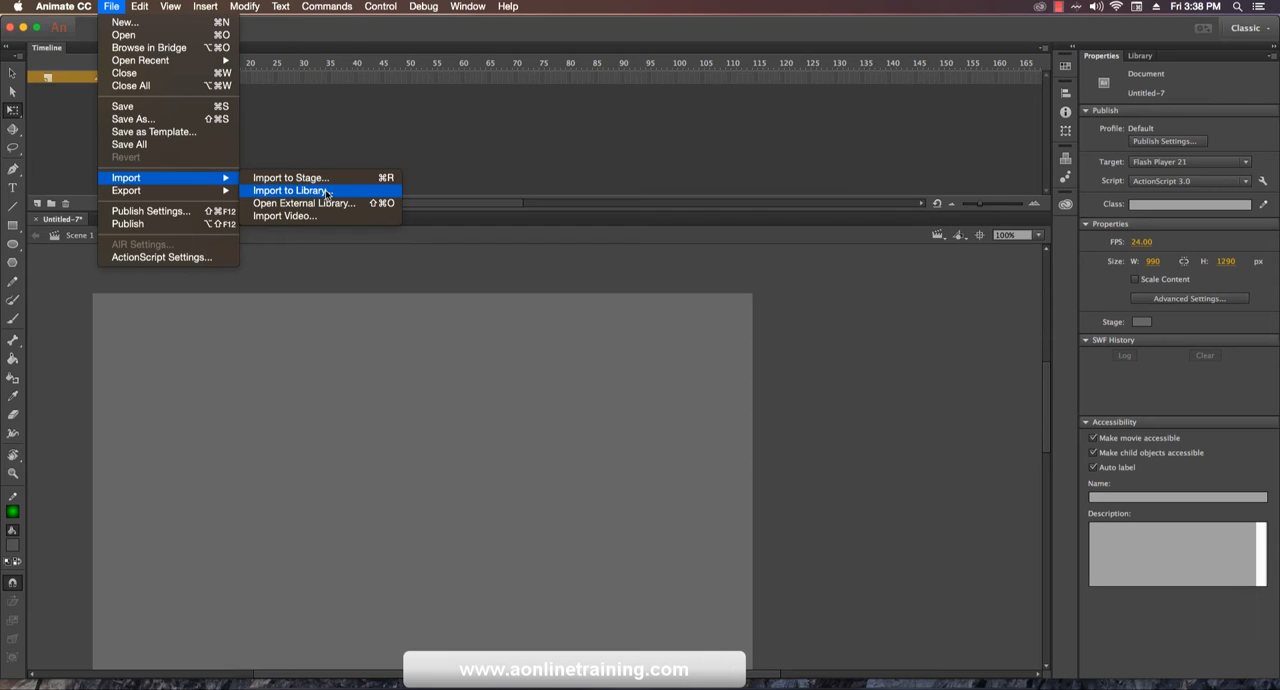 Animate CC File Edit View Insert Modify Text Commands Control Debug Window Help Fri 3:38 PM
An Classic
Timeline
20 25 30 35 40 45 50 55 60 65 70 75 80 85 90 95 100 105 110 115 120 125 130 135 140 145 150 155 160 165
New... ⌘N
Open ⌘O
Browse in Bridge ⌥⌘O
Open Recent
Close ⌘W
Close All ⌥⌘W
Save ⌘S
Save As... ⇧⌘S
Save as Template...
Save All
Revert
Import
Export
Publish Settings... ⇧⌘F12
Publish ⌥⇧F12
AIR Settings...
ActionScript Settings...
Import to Stage... ⌘R
Import to Library...
Open External Library... ⇧⌘O
Import Video...
Untitled-7*
Scene 1
100%
Properties Library
Document
Untitled-7
Publish
Profile: Default
Publish Settings...
Target: Flash Player 21
Script: ActionScript 3.0
Class:
Properties
FPS: 24.00
Size: W: 990 H: 1290 px
Scale Content
Advanced Settings...
Stage:
SWF History
Log Clear
Accessibility
Make movie accessible
Make child objects accessible
Auto label
Name:
Description:
www.aonlinetraining.com